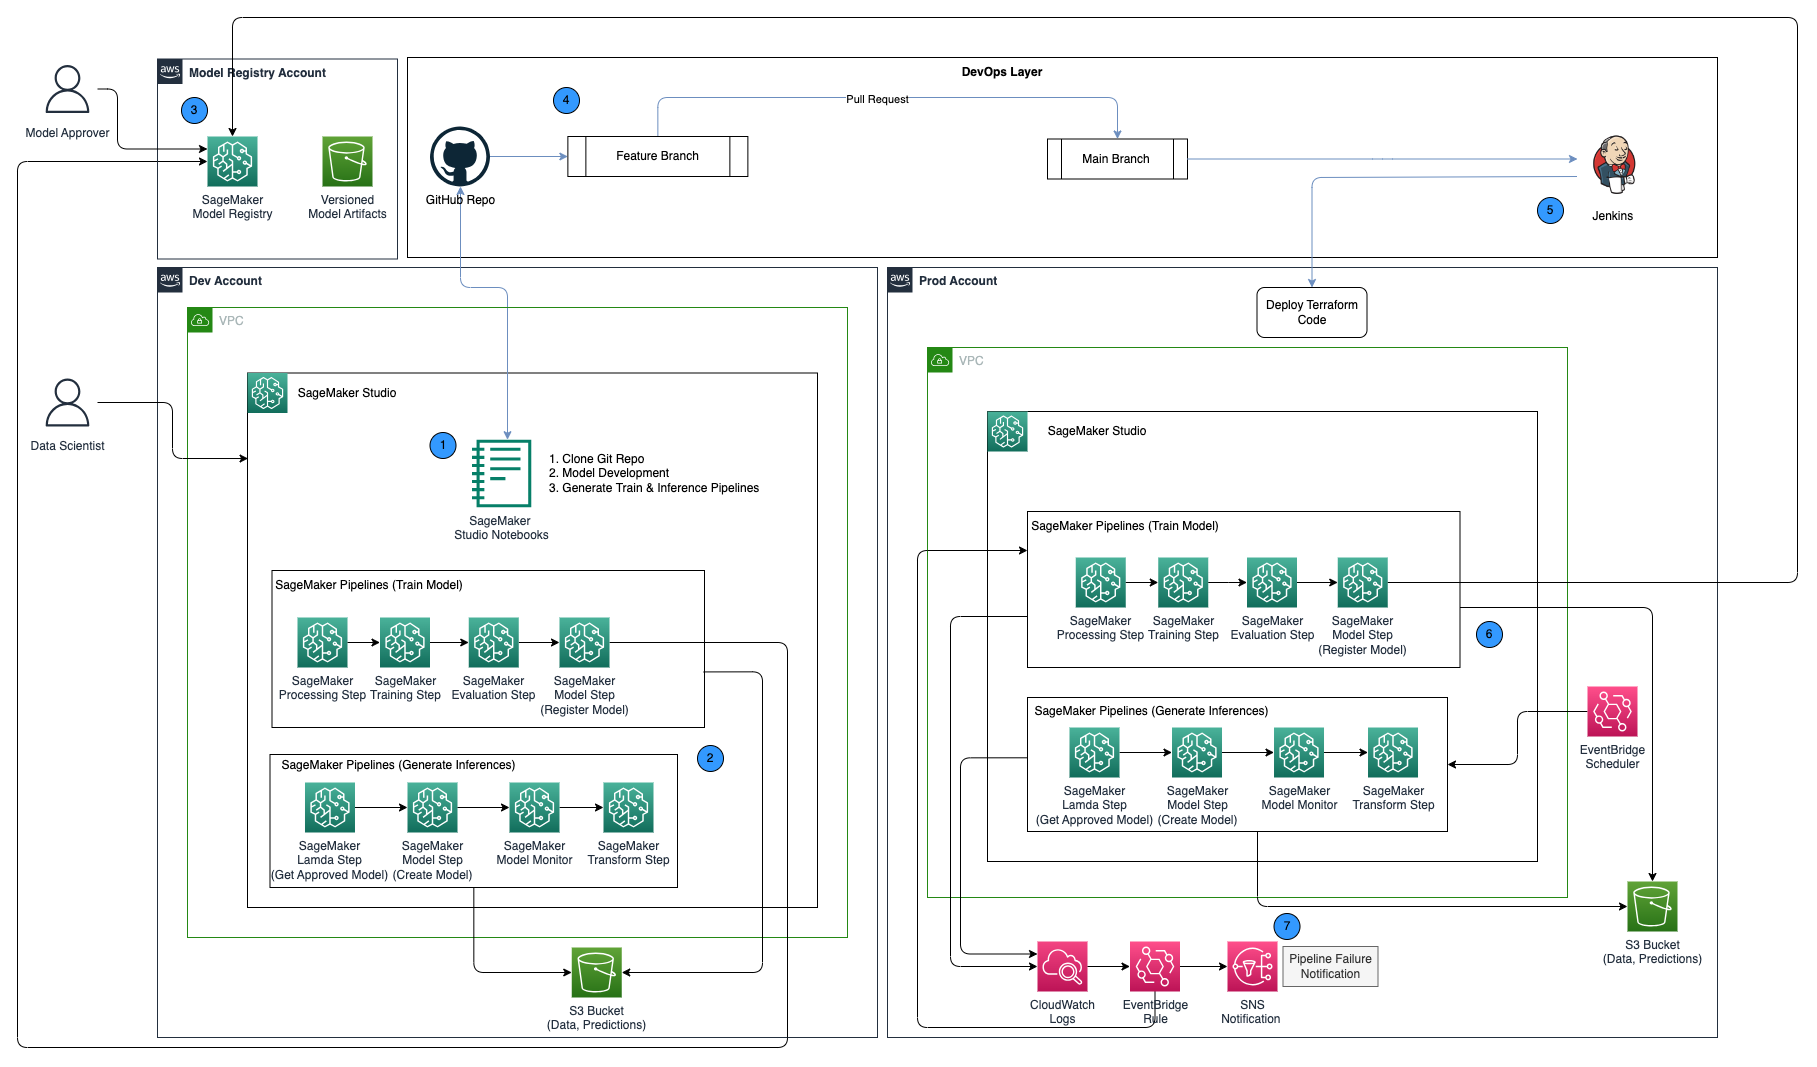 aws
Model Registry Account
DevOps Layer
Model Approver
3
4
Pull Request
Feature Branch
Main Branch
GitHub Repo
SageMaker
Model Registry
Versioned
Model Artifacts
5
Jenkins
aws
Dev Account
VPC
Data Scientist
SageMaker Studio
1
1. Clone Git Repo
2. Model Development
3. Generate Train & Inference Pipelines
SageMaker
Studio Notebooks
SageMaker Pipelines (Train Model)
SageMaker
Processing Step
SageMaker
Training Step
SageMaker
Evaluation Step
SageMaker
Model Step
(Register Model)
2
SageMaker Pipelines (Generate Inferences)
SageMaker
Lamda Step
(Get Approved Model)
SageMaker
Model Step
(Create Model)
SageMaker
Model Monitor
SageMaker
Transform Step
S3 Bucket
(Data, Predictions)
aws
Prod Account
Deploy Terraform
Code
VPC
SageMaker Studio
SageMaker Pipelines (Train Model)
SageMaker
Processing Step
SageMaker
Training Step
SageMaker
Evaluation Step
SageMaker
Model Step
(Register Model)
6
SageMaker Pipelines (Generate Inferences)
SageMaker
Lamda Step
(Get Approved Model)
SageMaker
Model Step
(Create Model)
SageMaker
Model Monitor
SageMaker
Transform Step
EventBridge
Scheduler
7
Pipeline Failure
Notification
CloudWatch
Logs
EventBridge
Rule
SNS
Notification
S3 Bucket
(Data, Predictions)